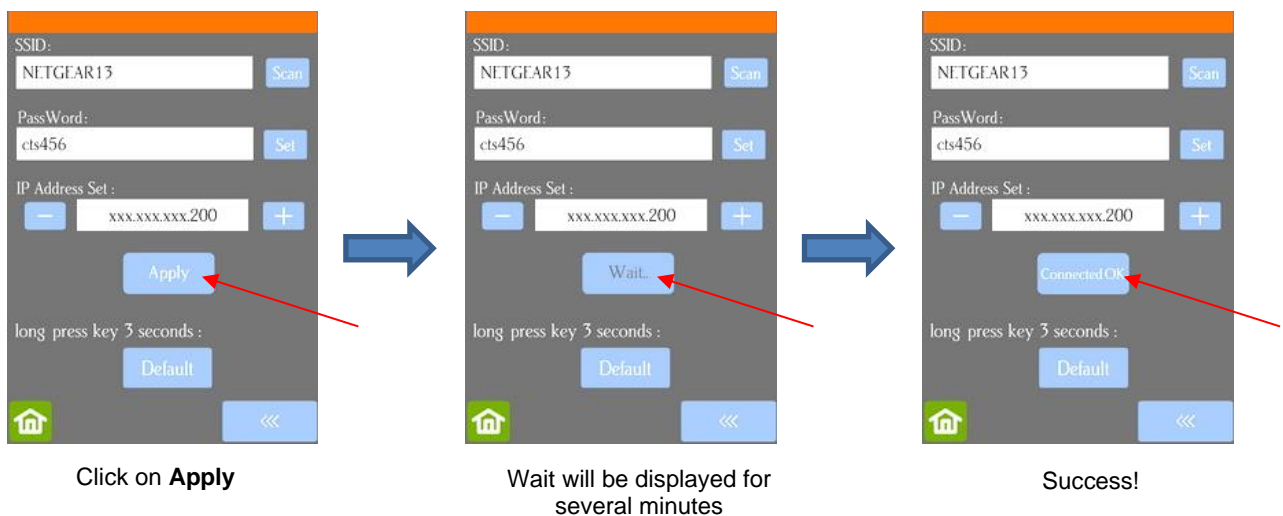 SSID:
NETGEAR13
Scan
PassWord:
cts456
Set
IP Address Set :
−
xxx.xxx.xxx.200
+
Apply
long press key 3 seconds :
Default
<<<
Click on Apply
SSID:
NETGEAR13
Scan
PassWord:
cts456
Set
IP Address Set :
−
xxx.xxx.xxx.200
+
Wait..
long press key 3 seconds :
Default
<<<
Wait will be displayed for
several minutes
SSID:
NETGEAR13
Scan
PassWord:
cts456
Set
IP Address Set :
−
xxx.xxx.xxx.200
+
Connected OK
long press key 3 seconds :
Default
<<<
Success!